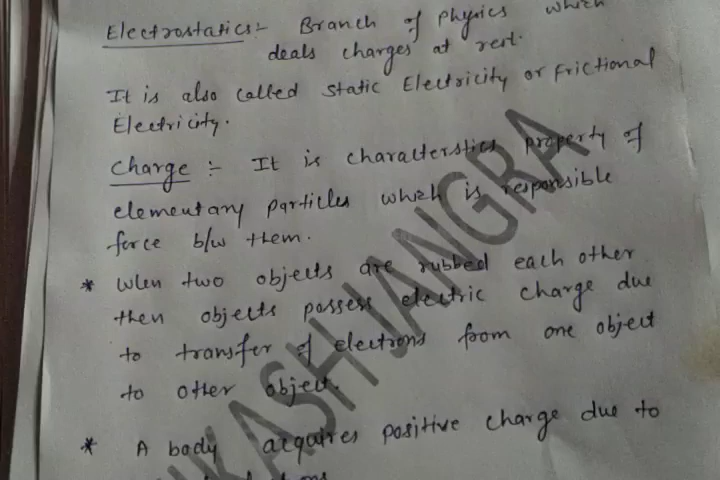 Electrostatics:- Branch of Physics which
deals charges at rest.
It is also called Static Electricity or Frictional
Electricity.
Charge :- It is characterstics property of
elementary particles which is responsible
force b/w them.
* When two objects are rubbed each other
then objects possess electric charge due
to transfer of electrons from one object
to other object.
* A body acquires positive charge due to
IKASH JANGRA